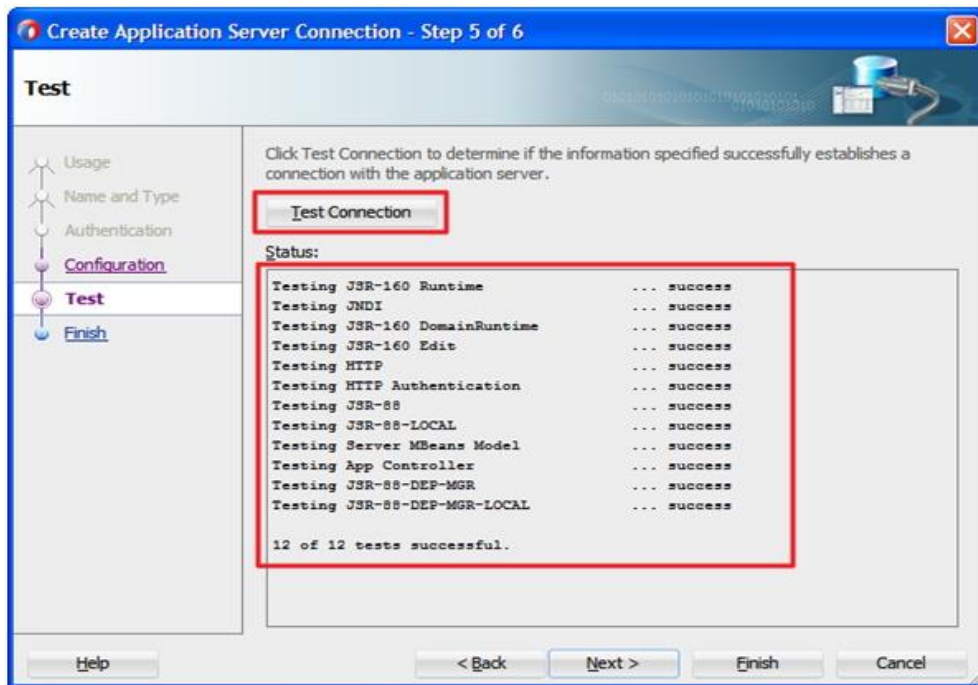 Create Application Server Connection - Step 5 of 6
Test
Usage
Name and Type
Authentication
Configuration
Test
Finish
Click Test Connection to determine if the information specified successfully establishes a
connection with the application server.
Test Connection
Status:
Testing JSR-160 Runtime ... success
Testing JNDI ... success
Testing JSR-160 DomainRuntime ... success
Testing JSR-160 Edit ... success
Testing HTTP ... success
Testing HTTP Authentication ... success
Testing JSR-88 ... success
Testing JSR-88-LOCAL ... success
Testing Server MBeans Model ... success
Testing App Controller ... success
Testing JSR-88-DEP-MGR ... success
Testing JSR-88-DEP-MGR-LOCAL ... success
12 of 12 tests successful.
Help
< Back
Next >
Finish
Cancel